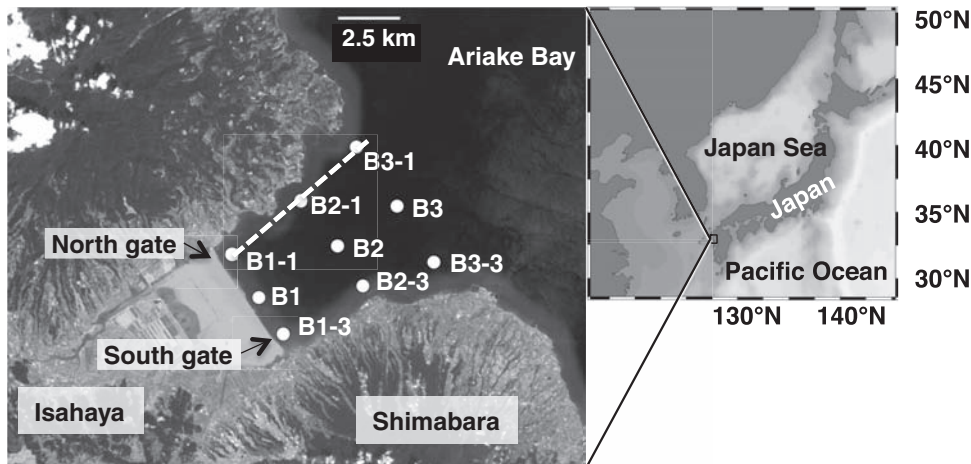 2.5 km
Ariake Bay
B3-1
B2-1
B3
North gate
B1-1
B2
B3-3
B2-3
B1
B1-3
South gate
Isahaya
Shimabara
50°N
45°N
40°N
35°N
30°N
Japan Sea
Japan
Pacific Ocean
130°N
140°N